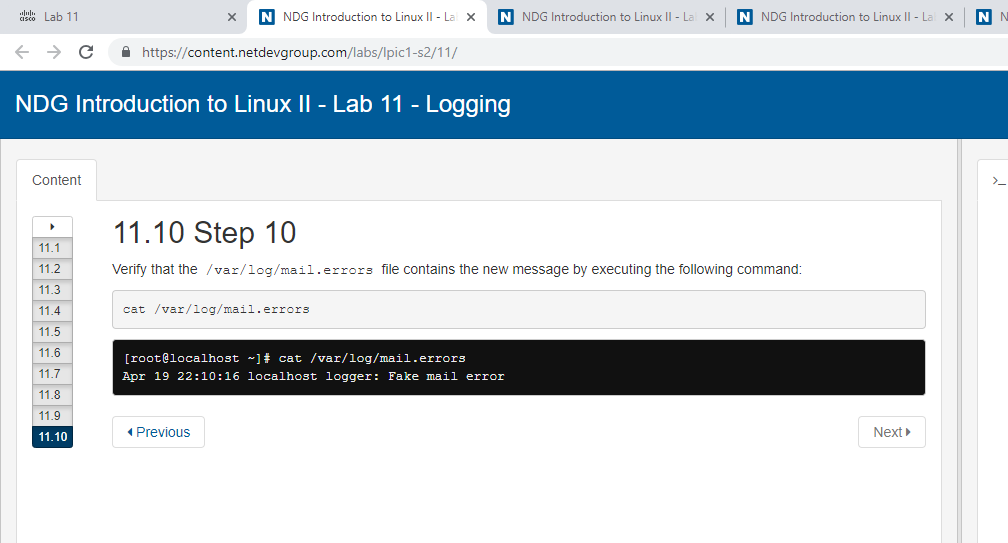 cisco Lab 11
N NDG Introduction to Linux II - La
N NDG Introduction to Linux II - La
N NDG Introduction to Linux II - La
N N
https://content.netdevgroup.com/labs/lpic1-s2/11/
NDG Introduction to Linux II - Lab 11 - Logging
Content
>_
11.1
11.2
11.3
11.4
11.5
11.6
11.7
11.8
11.9
11.10
11.10 Step 10
Verify that the /var/log/mail.errors file contains the new message by executing the following command:
cat /var/log/mail.errors
[root@localhost ~]# cat /var/log/mail.errors
Apr 19 22:10:16 localhost logger: Fake mail error
Previous
Next